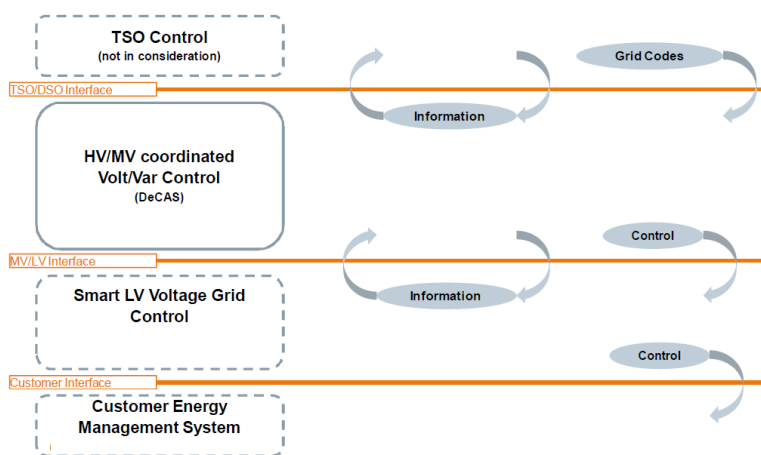 TSO Control
(not in consideration)
Grid Codes
TSO/DSO Interface
Information
HV/MV coordinated
Volt/Var Control
(DeCAS)
Control
MV/LV Interface
Smart LV Voltage Grid
Control
Information
Control
Customer Interface
Customer Energy
Management System